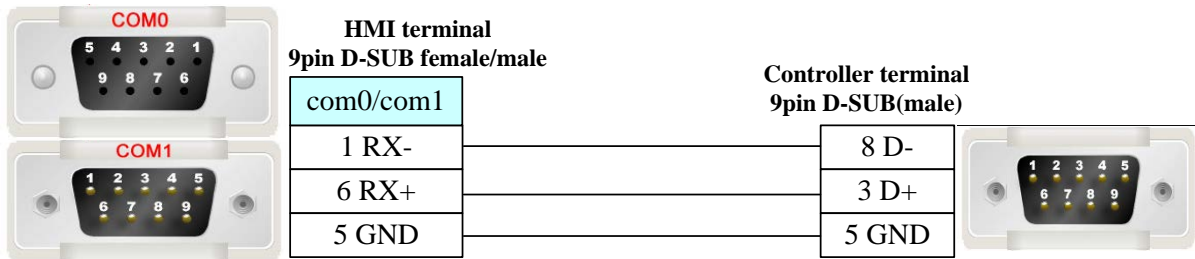 COM0
5 4 3 2 1
9 8 7 6
COM1
1 2 3 4 5
6 7 8 9
HMI terminal
9pin D-SUB female/male
com0/com1
1 RX-
6 RX+
5 GND
Controller terminal
9pin D-SUB(male)
8 D-
3 D+
5 GND
1 2 3 4 5
6 7 8 9